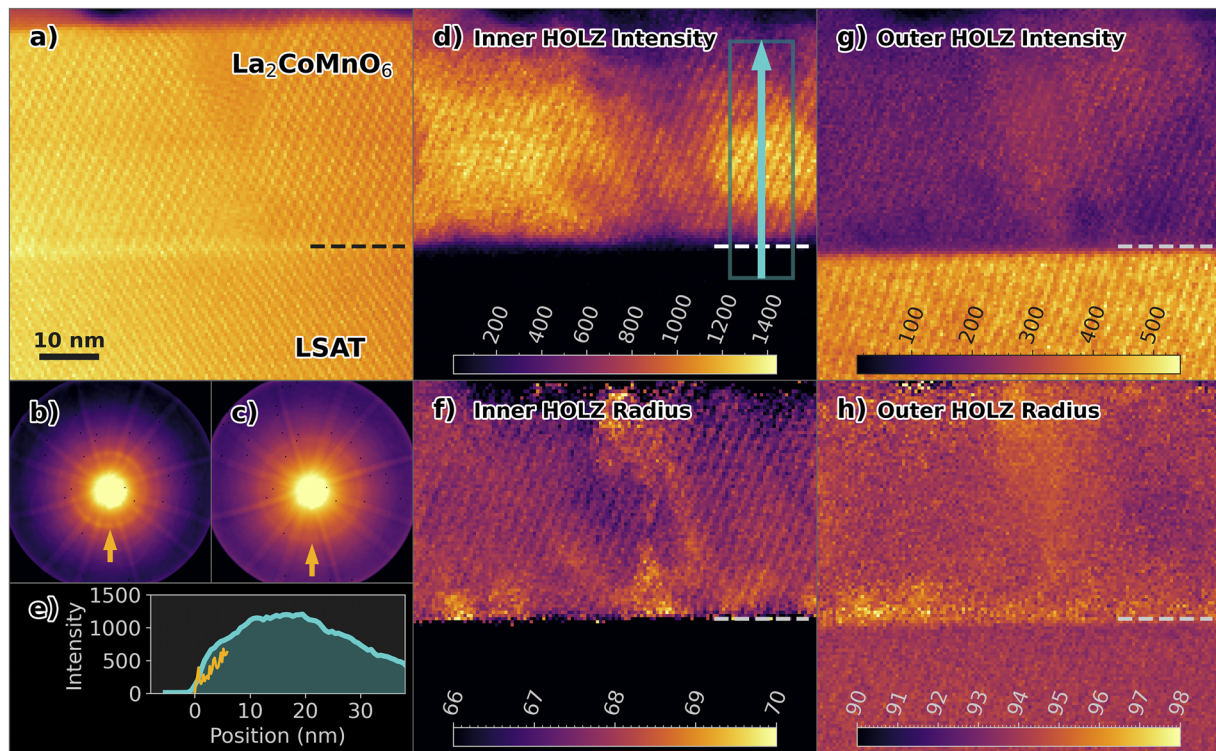 a)
La₂CoMnO₆
10 nm
LSAT
b)
c)
e)
Intensity
1500
1000
500
0
0 10 20 30
Position (nm)
d) Inner HOLZ Intensity
200 400 600 800 1000 1200 1400
f) Inner HOLZ Radius
66 67 68 69 70
g) Outer HOLZ Intensity
100 200 300 400 500
h) Outer HOLZ Radius
90 91 92 93 94 95 96 97 98